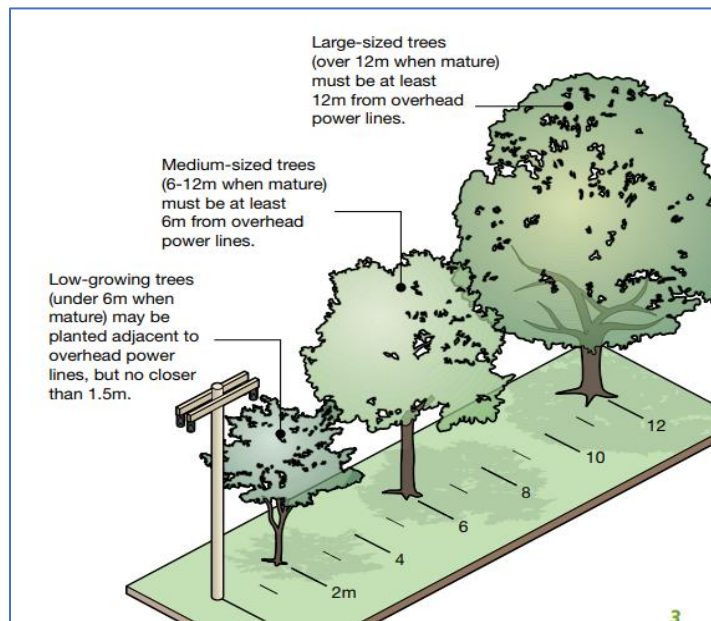 Large-sized trees
(over 12m when mature)
must be at least
12m from overhead
power lines.
Medium-sized trees
(6-12m when mature)
must be at least
6m from overhead
power lines.
Low-growing trees
(under 6m when
mature) may be
planted adjacent to
overhead power
lines, but no closer
than 1.5m.
12
10
8
6
4
2m
3